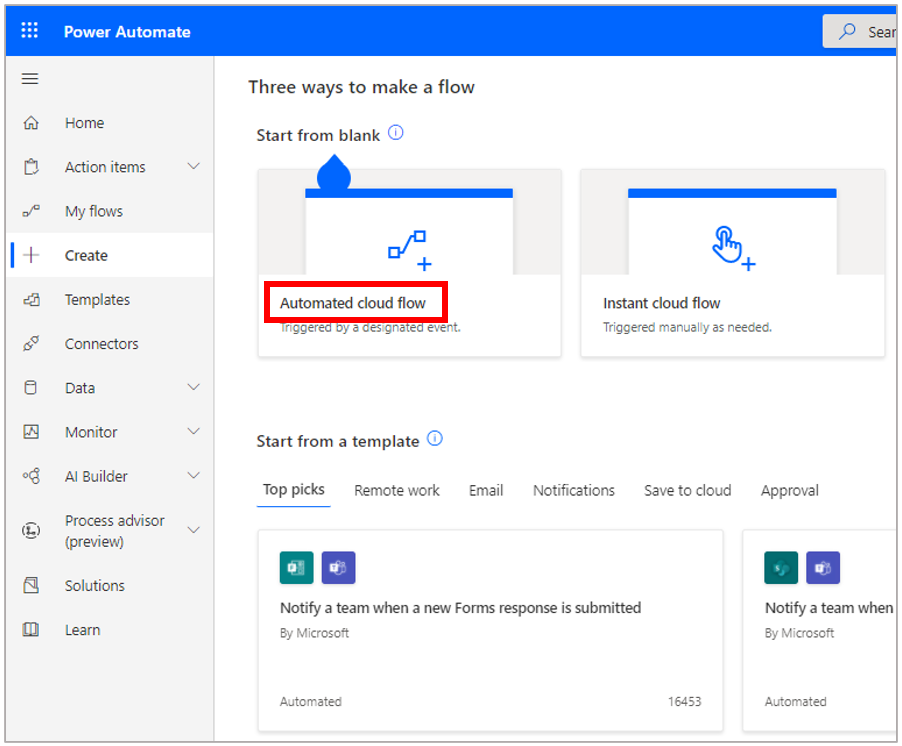 Power Automate
Sear
Home
Action items
My flows
Create
Templates
Connectors
Data
Monitor
AI Builder
Process advisor
(preview)
Solutions
Learn
Three ways to make a flow
Start from blank
Automated cloud flow
Triggered by a designated event.
Instant cloud flow
Triggered manually as needed.
Start from a template
Top picks Remote work Email Notifications Save to cloud Approval
Notify a team when a new Forms response is submitted
By Microsoft
Automated 16453
Notify a team when
By Microsoft
Automated